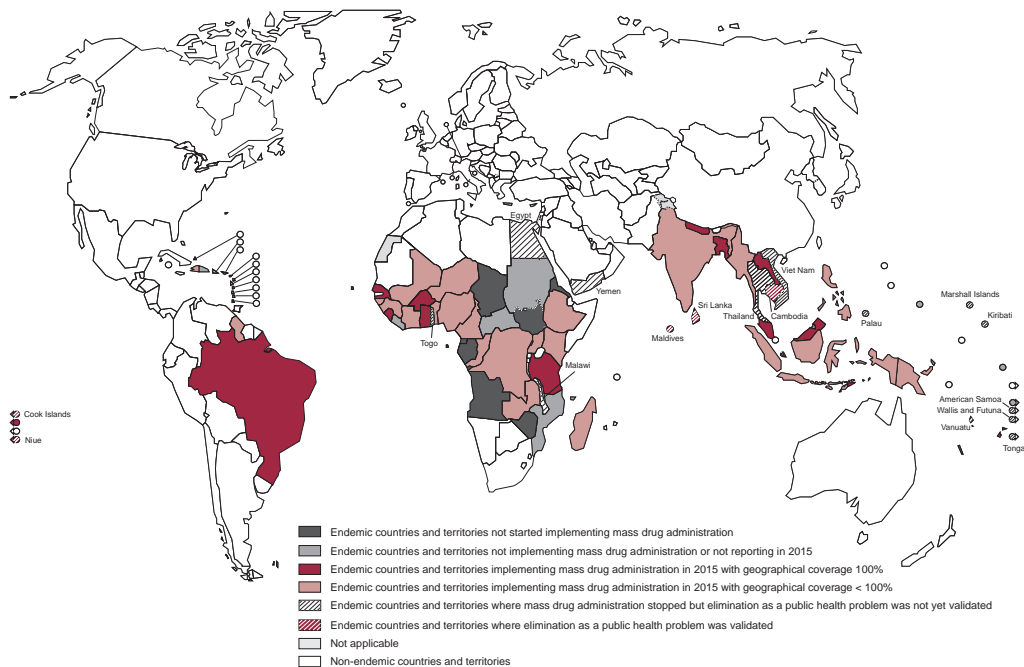 Egypt
Yemen
Togo
Malawi
Maldives
Sri Lanka
Thailand
Cambodia
Viet Nam
Palau
Marshall Islands
Kiribati
American Samoa
Wallis and Futuna
Vanuatu
Tonga
Cook Islands
Niue
Endemic countries and territories not started implementing mass drug administration
Endemic countries and territories not implementing mass drug administration or not reporting in 2015
Endemic countries and territories implementing mass drug administration in 2015 with geographical coverage 100%
Endemic countries and territories implementing mass drug administration in 2015 with geographical coverage < 100%
Endemic countries and territories where mass drug administration stopped but elimination as a public health problem was not yet validated
Endemic countries and territories where elimination as a public health problem was validated
Not applicable
Non-endemic countries and territories